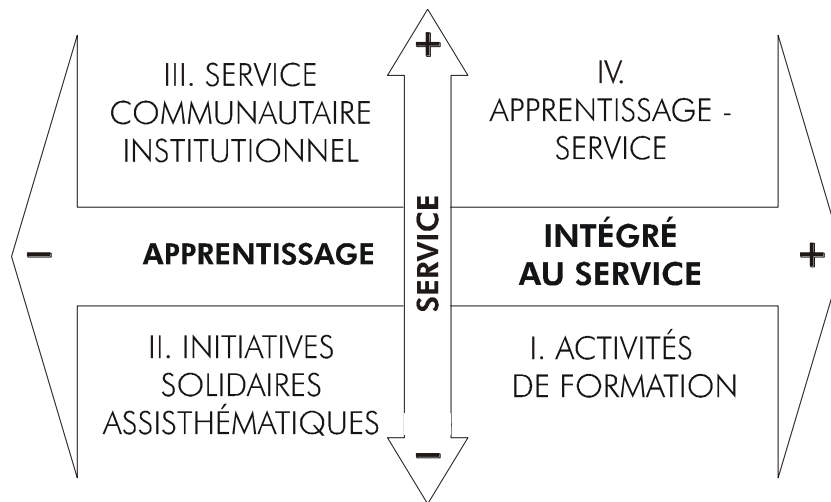 +
III. SERVICE
COMMUNAUTAIRE
INSTITUTIONNEL
IV.
APPRENTISSAGE -
SERVICE
−
APPRENTISSAGE
SERVICE
INTÉGRÉ
AU SERVICE
+
II. INITIATIVES
SOLIDAIRES
ASSISTHÉMATIQUES
I. ACTIVITÉS
DE FORMATION
−